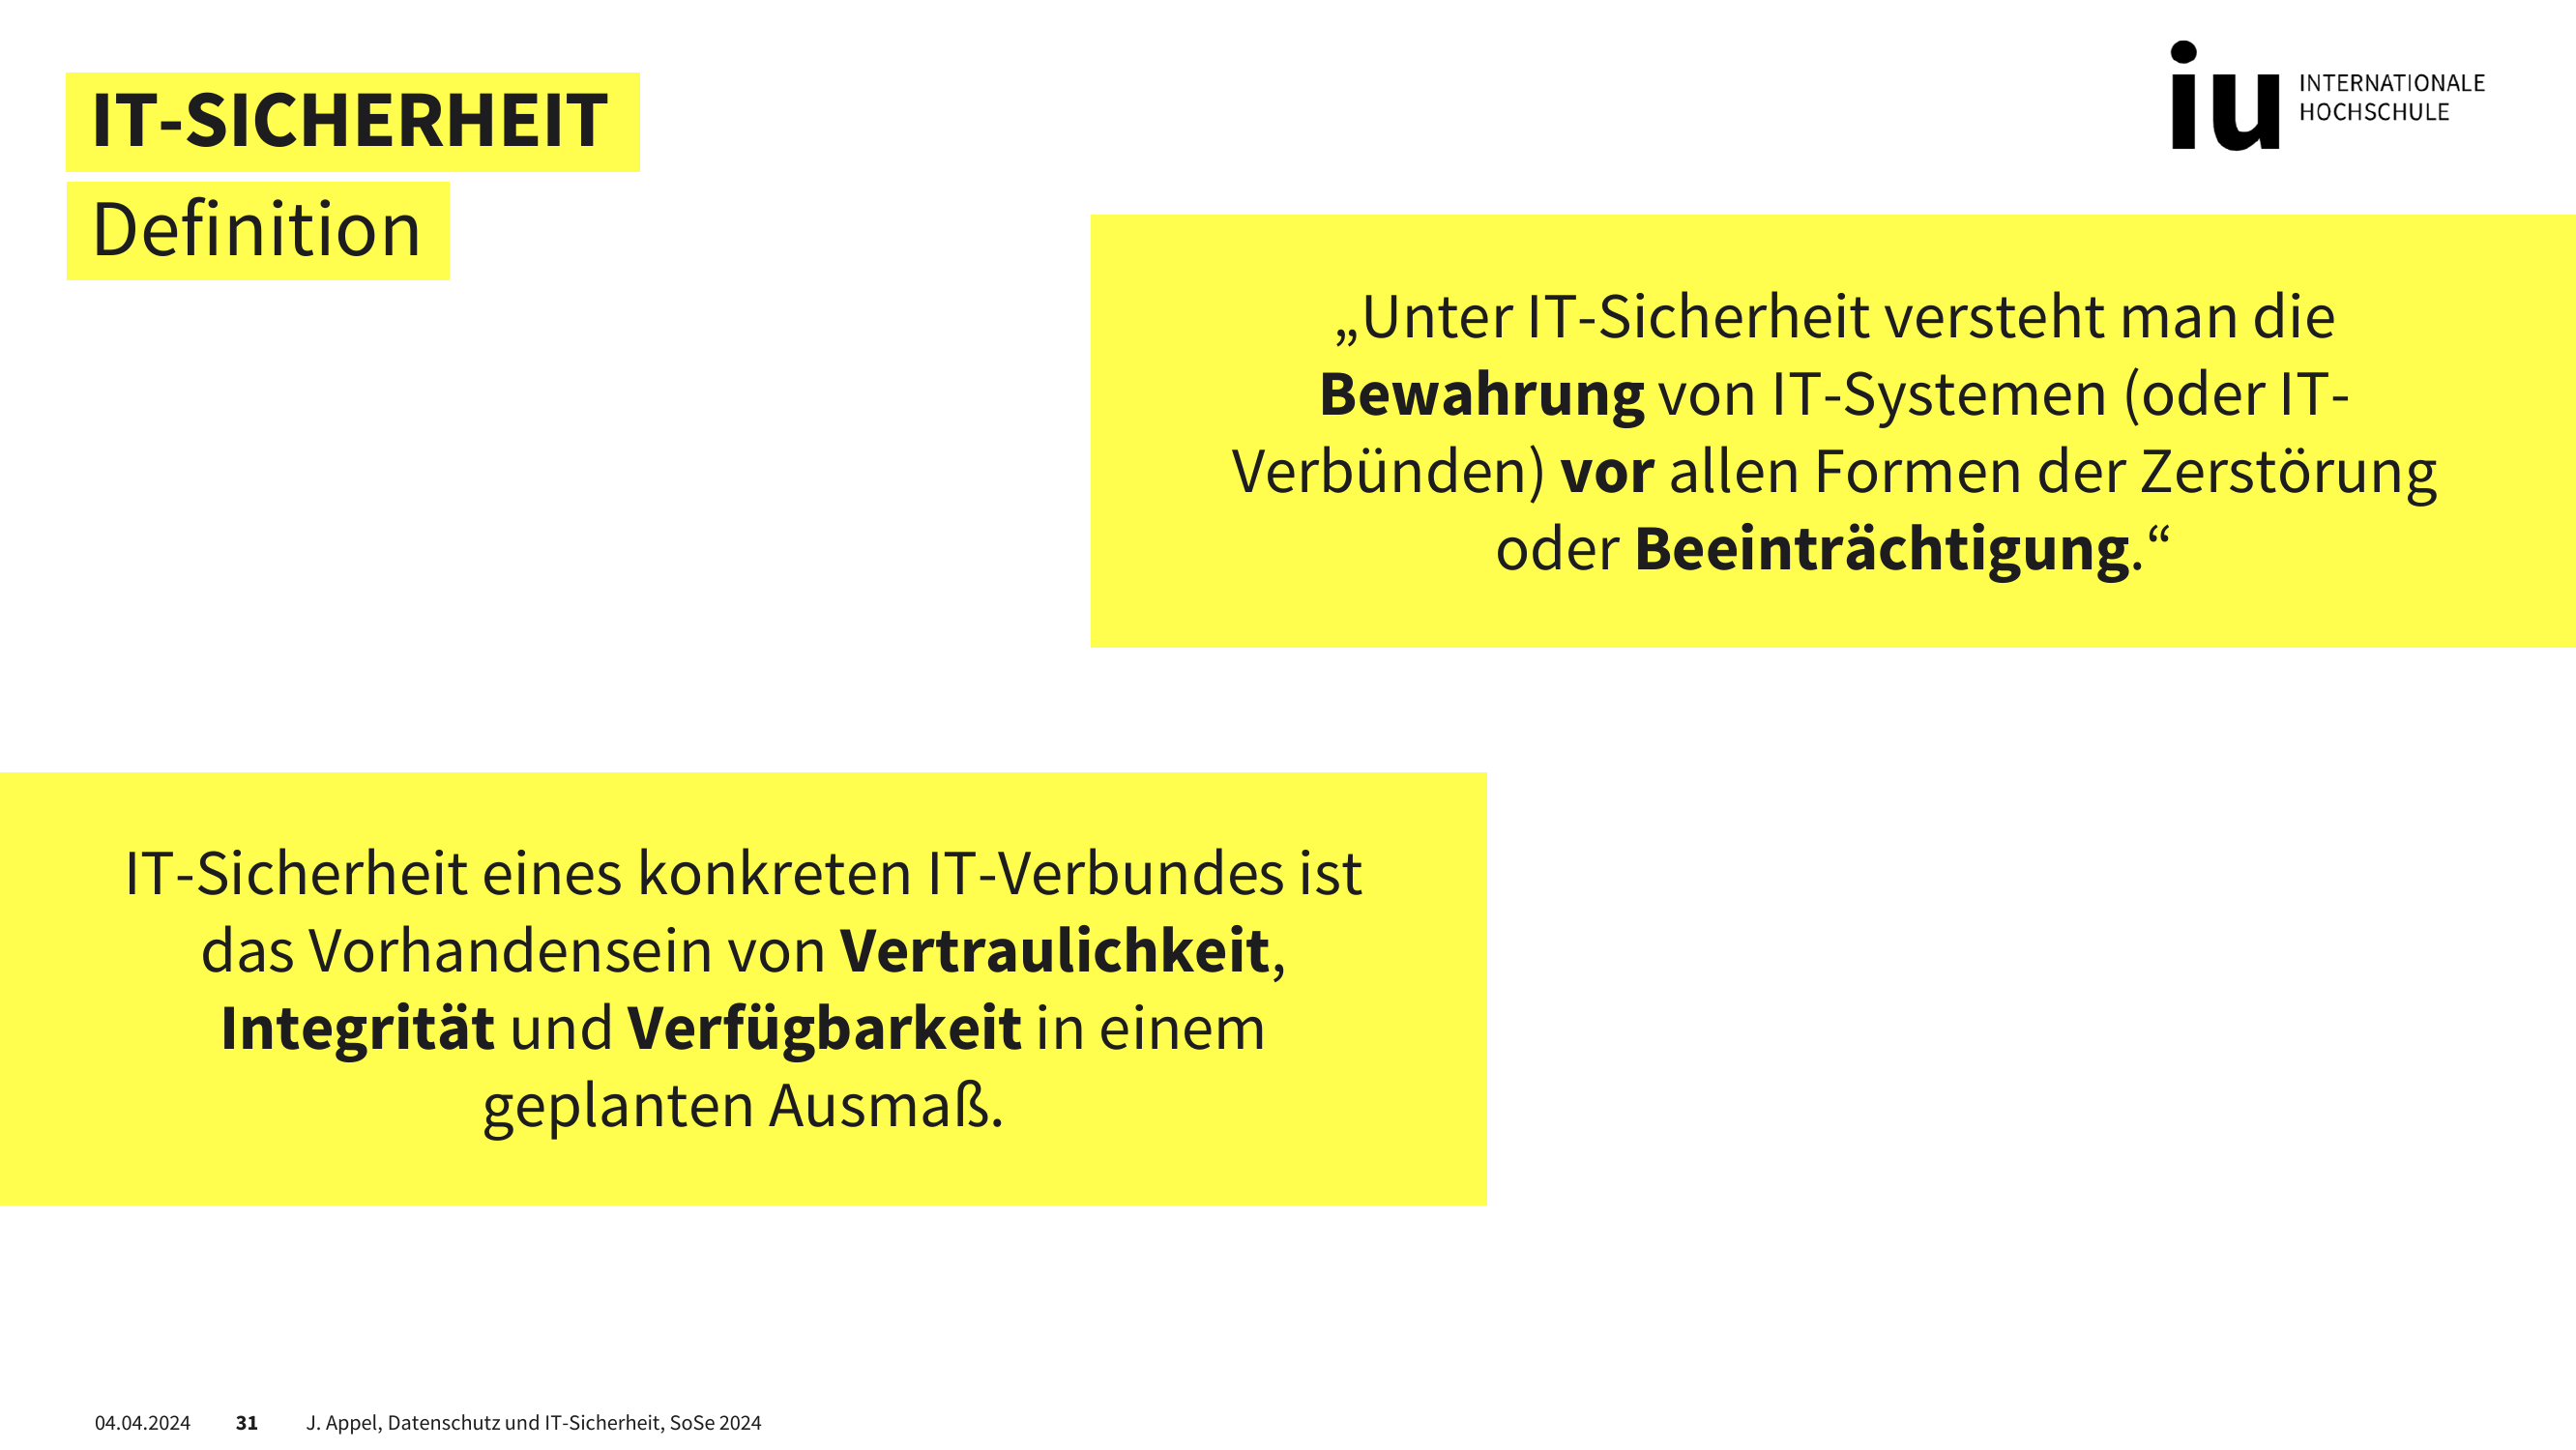 IT-SICHERHEIT
Definition
iu INTERNATIONALE
HOCHSCHULE
„Unter IT-Sicherheit versteht man die
Bewahrung von IT-Systemen (oder IT-
Verbünden) vor allen Formen der Zerstörung
oder Beeinträchtigung.“
IT-Sicherheit eines konkreten IT-Verbundes ist
das Vorhandensein von Vertraulichkeit,
Integrität und Verfügbarkeit in einem
geplanten Ausmaß.
04.04.2024 31 J. Appel, Datenschutz und IT-Sicherheit, SoSe 2024